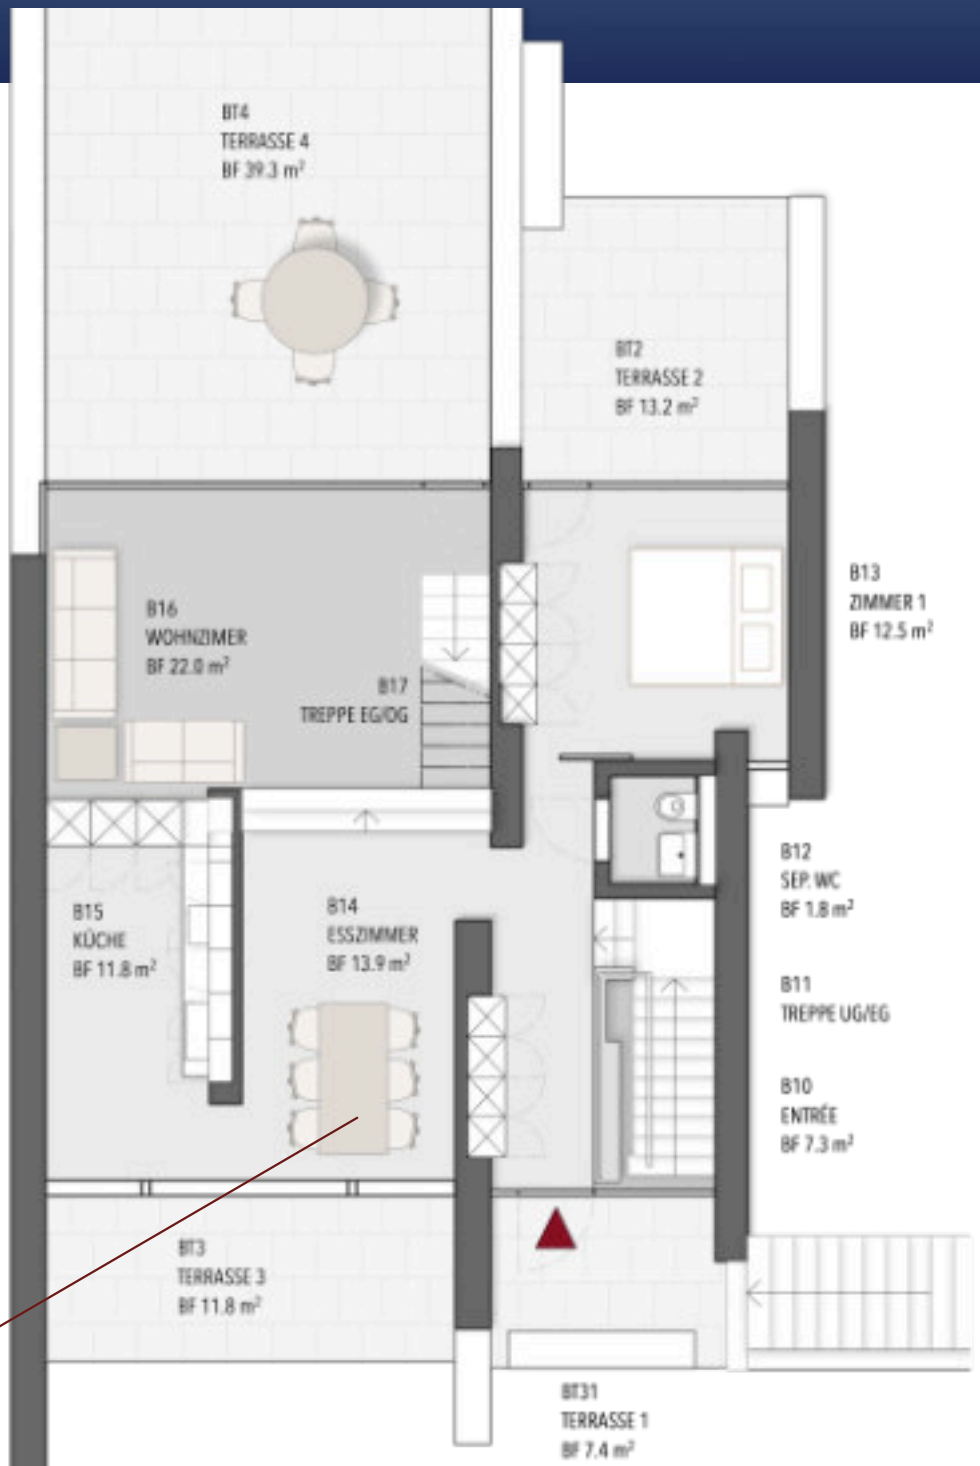 BT4
TERRASSE 4
BF 39.3 m²
BT2
TERRASSE 2
BF 13.2 m²
B13
ZIMMER 1
BF 12.5 m²
B16
WOHNZIMER
BF 22.0 m²
B17
TREPPE EG/OG
B12
SEP. WC
BF 1.8 m²
B15
KÜCHE
BF 11.8 m²
B14
ESSZIMMER
BF 13.9 m²
B11
TREPPE UG/EG
B10
ENTRÉE
BF 7.3 m²
BT3
TERRASSE 3
BF 11.8 m²
BT31
TERRASSE 1
BF 7.4 m²